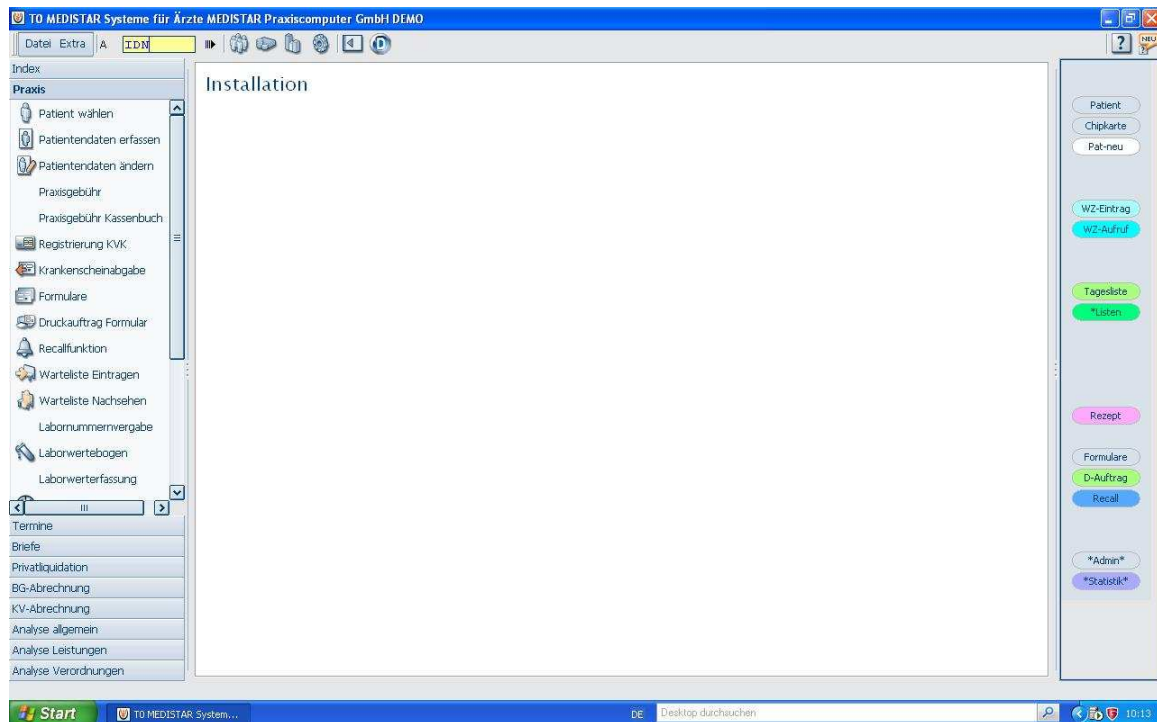 TO MEDISTAR Systeme für Ärzte MEDISTAR Praxiscomputer GmbH DEMO
Datei Extra A IDN
NEU
Index
Praxis
Patient wählen
Patientendaten erfassen
Patientendaten ändern
Praxisgebühr
Praxisgebühr Kassenbuch
Registrierung KVK
Krankenscheinabgabe
Formulare
Druckauftrag Formular
Recallfunktion
Warteliste Eintragen
Warteliste Nachsehen
Labornummernvergabe
Laborwertebogen
Laborwerterfassung
Termine
Briefe
Privatliquidation
BG-Abrechnung
KV-Abrechnung
Analyse allgemein
Analyse Leistungen
Analyse Verordnungen
Installation
Patient
Chipkarte
Pat-neu
WZ-Eintrag
WZ-Aufruf
Tagesliste
*Listen
Rezept
Formulare
D-Auftrag
Recall
*Admin*
*Statistik*
Start
TO MEDISTAR System...
DE
Desktop durchsuchen
10:13